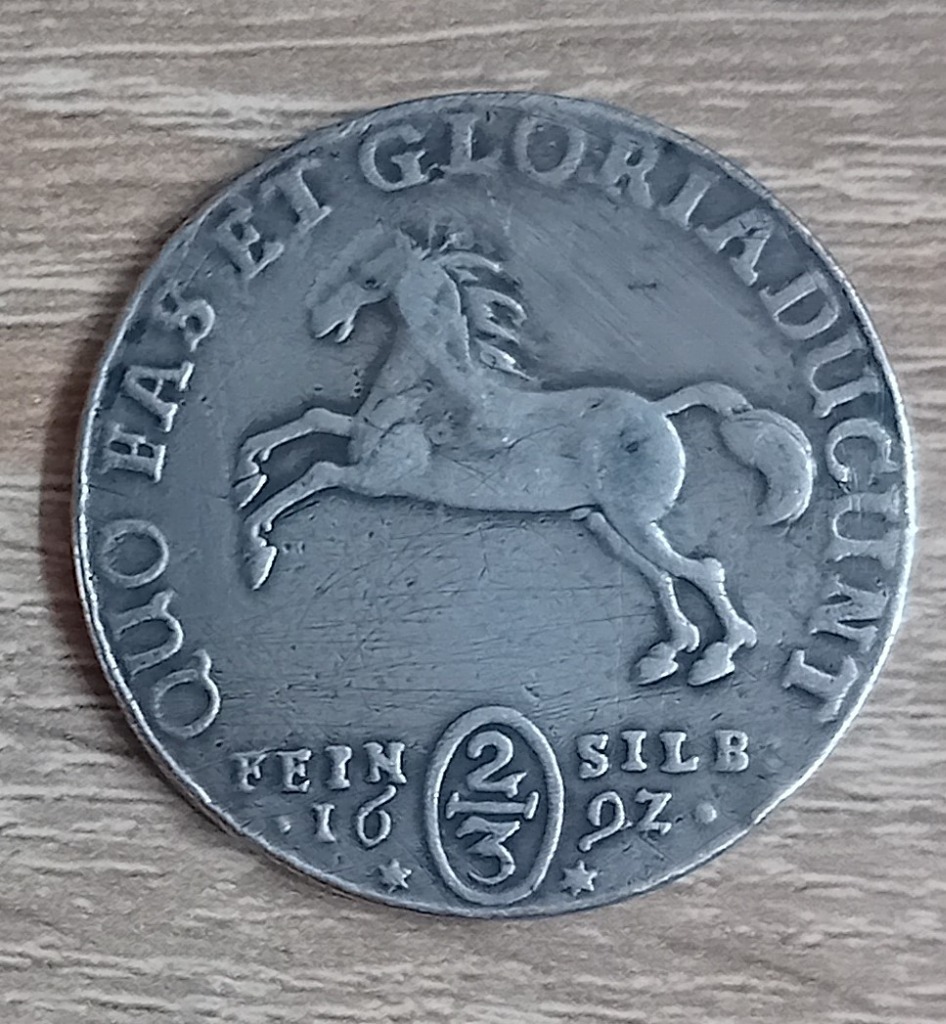 QUO FAS ET GLORIA DUCUNT
FEIN 2/3 SILB
·1692·